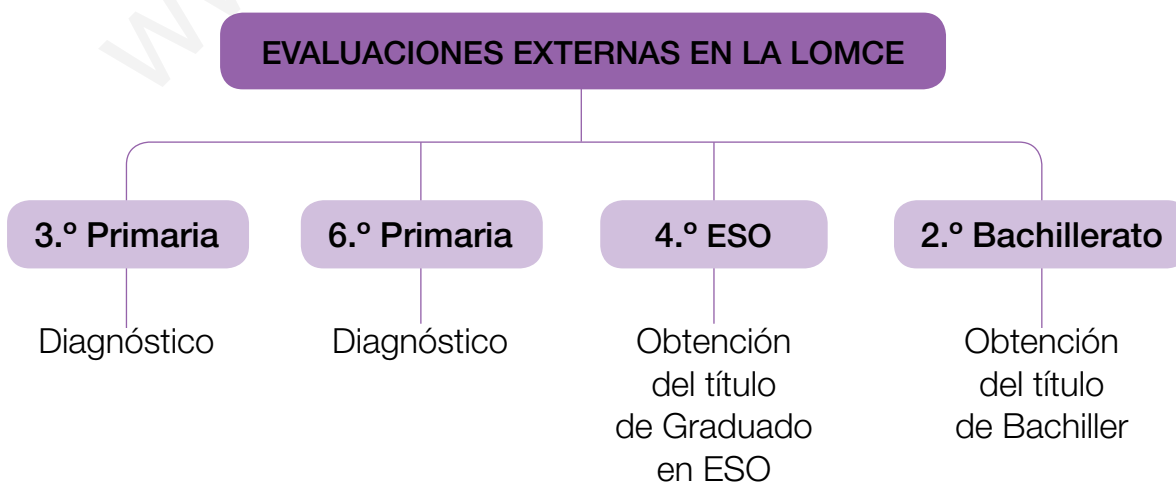 EVALUACIONES EXTERNAS EN LA LOMCE
3.º Primaria
6.º Primaria
4.º ESO
2.º Bachillerato
Diagnóstico
Diagnóstico
Obtención
del título
de Graduado
en ESO
Obtención
del título
de Bachiller